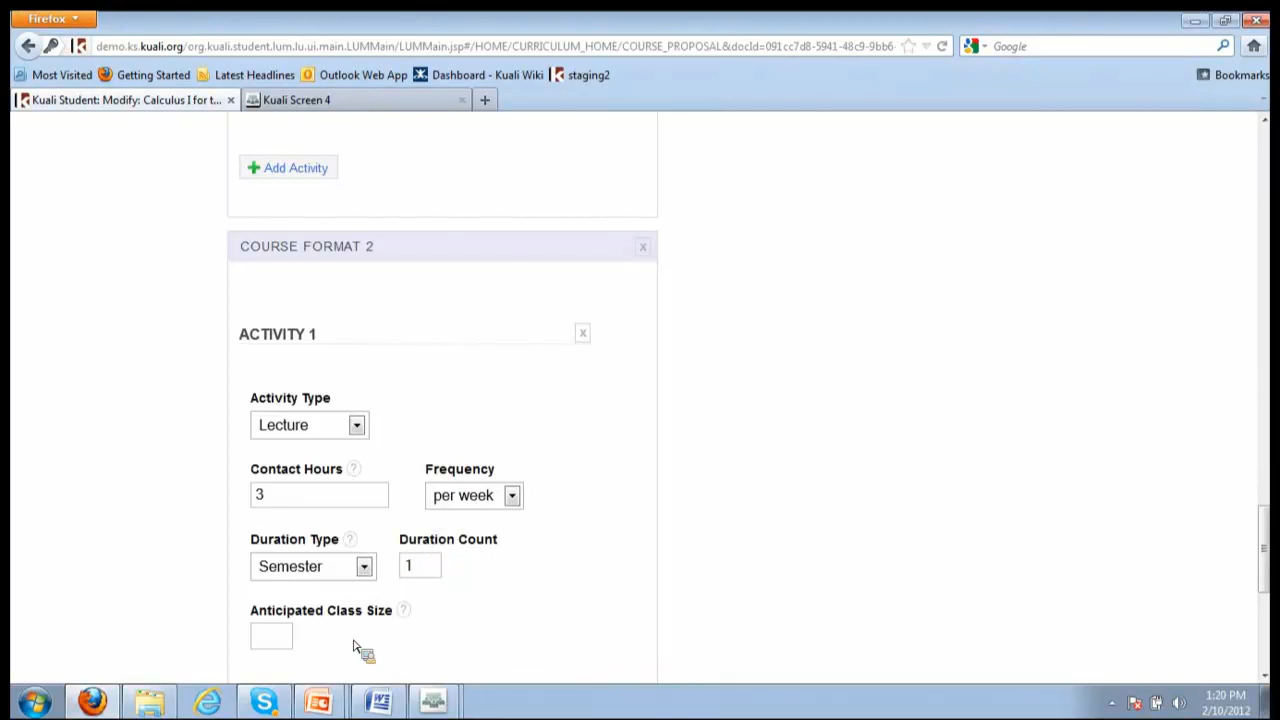 Firefox
demo.ks.kuali.org/org.kuali.student.lum.lu.ui.main.LUMMain/LUMMain.jsp#/HOME/CURRICULUM_HOME/COURSE_PROPOSAL&docId=091cc7d8-5941-48c9-9bb6-
Google
Most Visited Getting Started Latest Headlines Outlook Web App Dashboard - Kuali Wiki staging2 Bookmarks
Kuali Student: Modify: Calculus I for t... x Kuali Screen 4 x
Add Activity
COURSE FORMAT 2 x
ACTIVITY 1 x
Activity Type
Lecture
Contact Hours ? Frequency
3 per week
Duration Type ? Duration Count
Semester 1
Anticipated Class Size ?
1:20 PM
2/10/2012